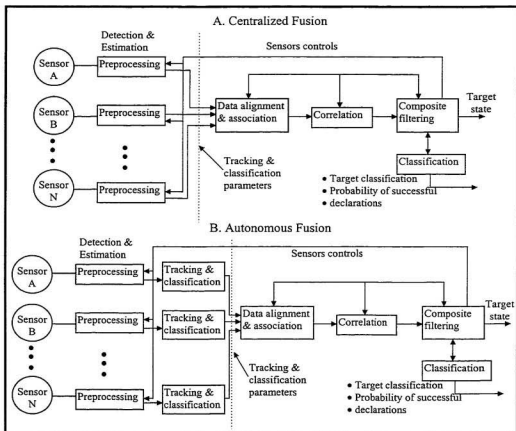 A. Centralized Fusion
Detection &
Estimation
Sensors controls
Sensor
A
Preprocessing
Sensor
B
Preprocessing
Data alignment
& association
Correlation
Composite
filtering
Target
state
Classification
Sensor
N
Preprocessing
Tracking &
classification
parameters
• Target classification
• Probability of successful
• declarations
B. Autonomous Fusion
Detection &
Estimation
Sensors controls
Sensor
A
Preprocessing
Tracking &
classification
Sensor
B
Preprocessing
Tracking &
classification
Data alignment
& association
Correlation
Composite
filtering
Target
state
Classification
Sensor
N
Preprocessing
Tracking &
classification
Tracking &
classification
parameters
• Target classification
• Probability of successful
• declarations